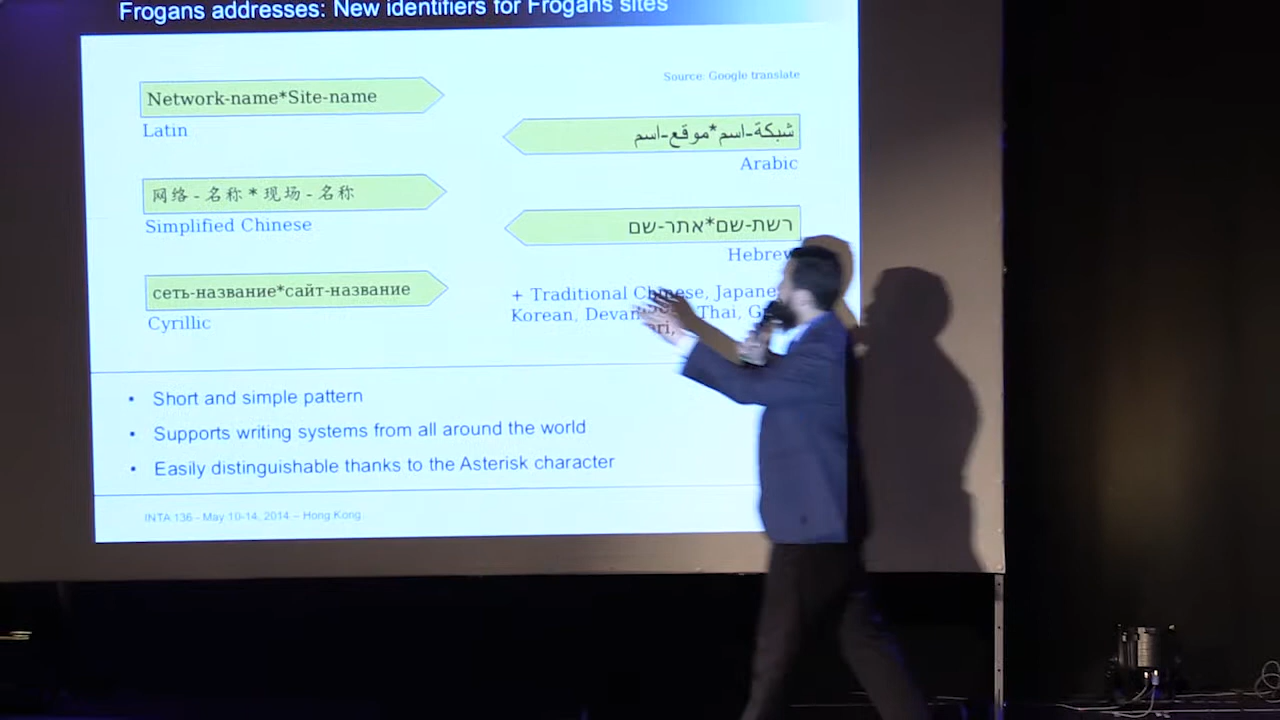 Frogans addresses: New identifiers for Frogans sites
Network-name*Site-name
Latin
网络 - 名称 * 现场 - 名称
Simplified Chinese
сеть-название*сайт-название
Cyrillic
Source: Google translate
شبكة-اسم*موقع-اسم
Arabic
רשת-שם*אתר-שם
Hebrew
+ Traditional Chinese,
Korean, Thai,
• Short and simple pattern
• Supports writing systems from all around the world
• Easily distinguishable thanks to the Asterisk character
INTA 136 - May 10-14, 2014 – Hong Kong